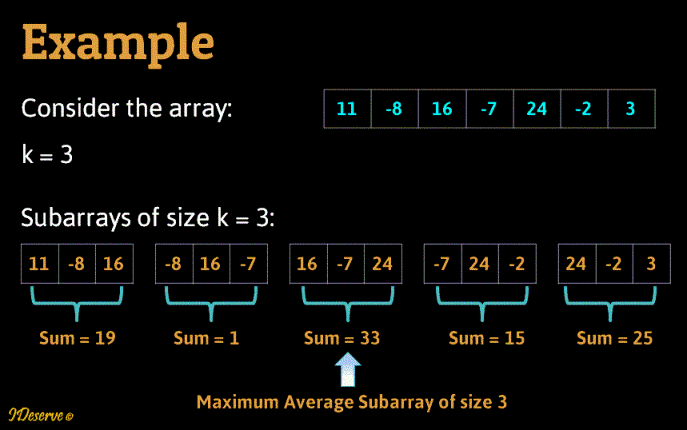 Example
Consider the array:
11 -8 16 -7 24 -2 3
k = 3
Subarrays of size k = 3:
11 -8 16 -8 16 -7 16 -7 24 -7 24 -2 24 -2 3
Sum = 19 Sum = 1 Sum = 33 Sum = 15 Sum = 25
Maximum Average Subarray of size 3
IDeserve ©